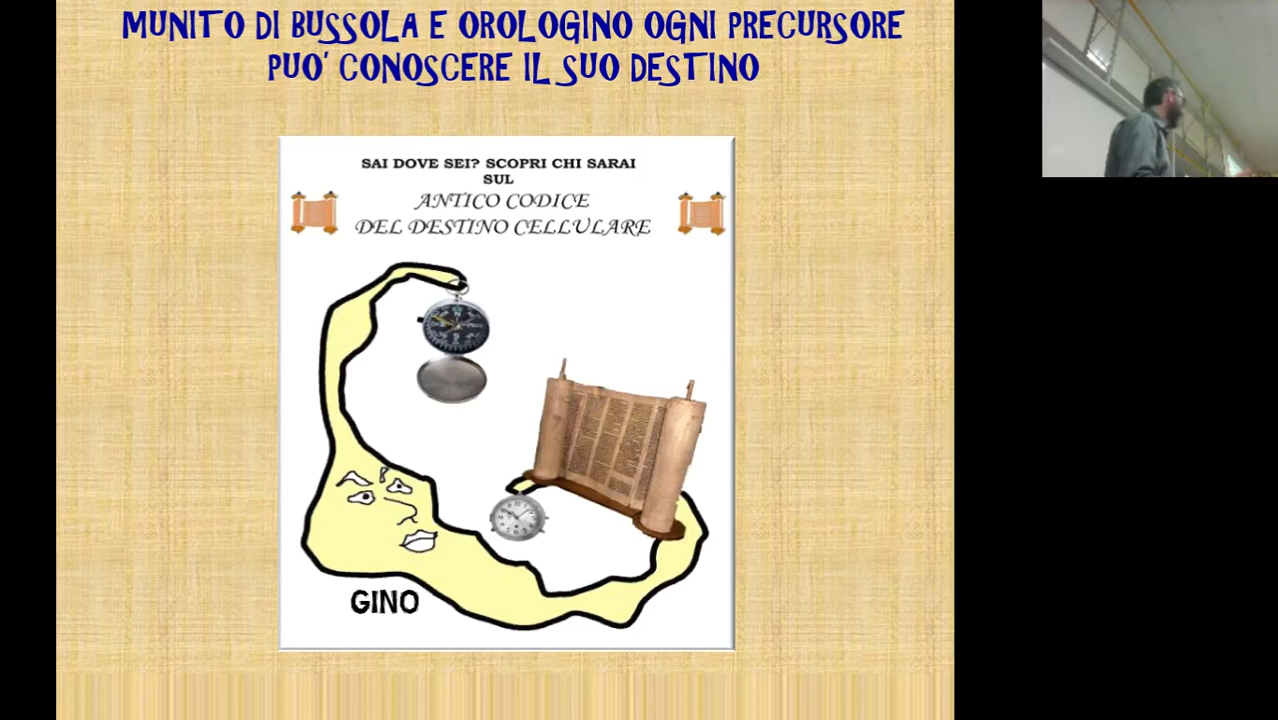 MUNITO DI BUSSOLA E OROLOGINO OGNI PRECURSORE
PUO' CONOSCERE IL SUO DESTINO
SAI DOVE SEI? SCOPRI CHI SARAI
SUL
ANTICO CODICE
DEL DESTINO CELLULARE
GINO